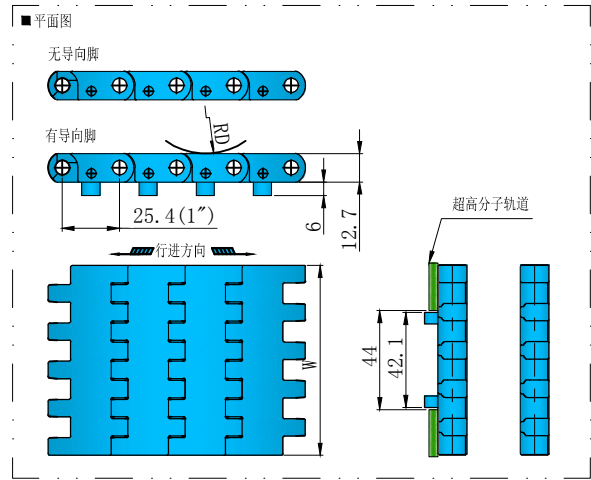 ■平面图
无导向脚
有导向脚
RD
25.4(1″)
6
12.7
行进方向
超高分子轨道
W
44
42.1